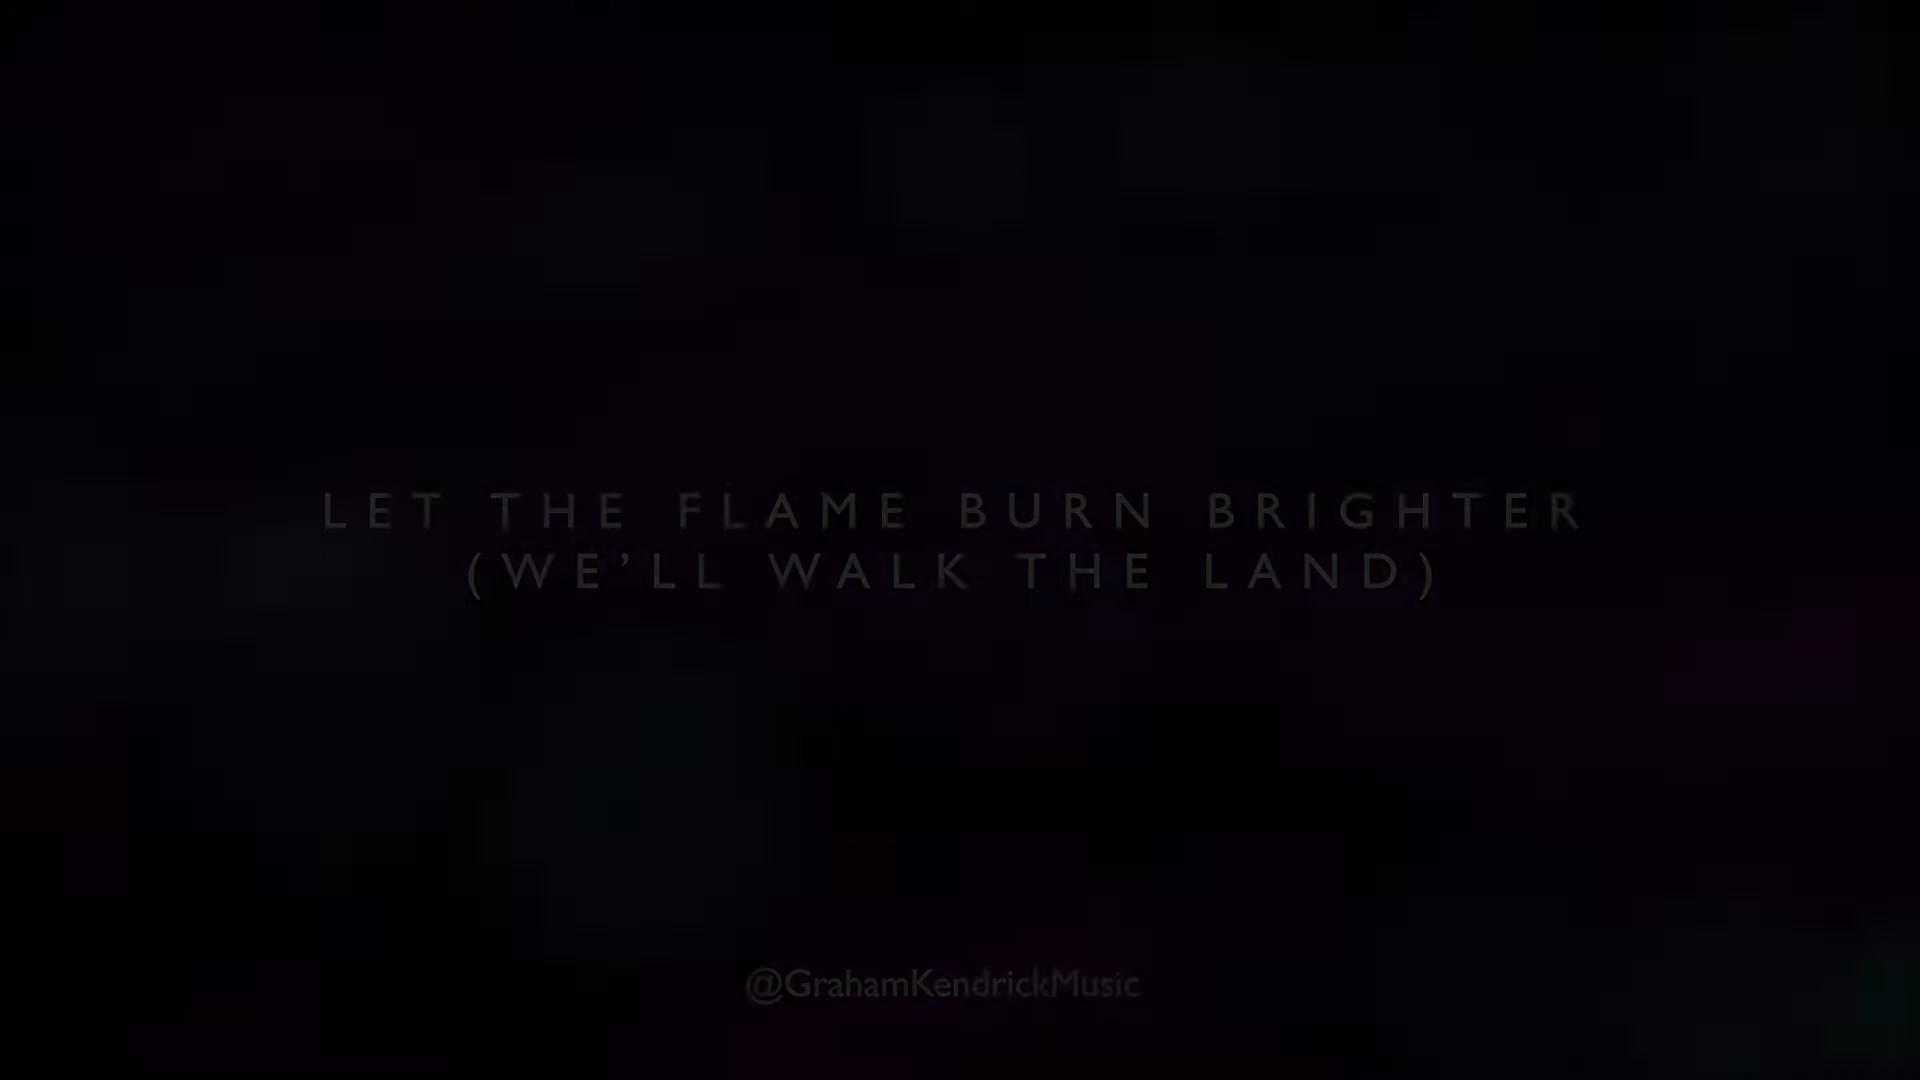 LET THE FLAME BURN BRIGHTER
(WE’LL WALK THE LAND)
@GrahamKendrickMusic